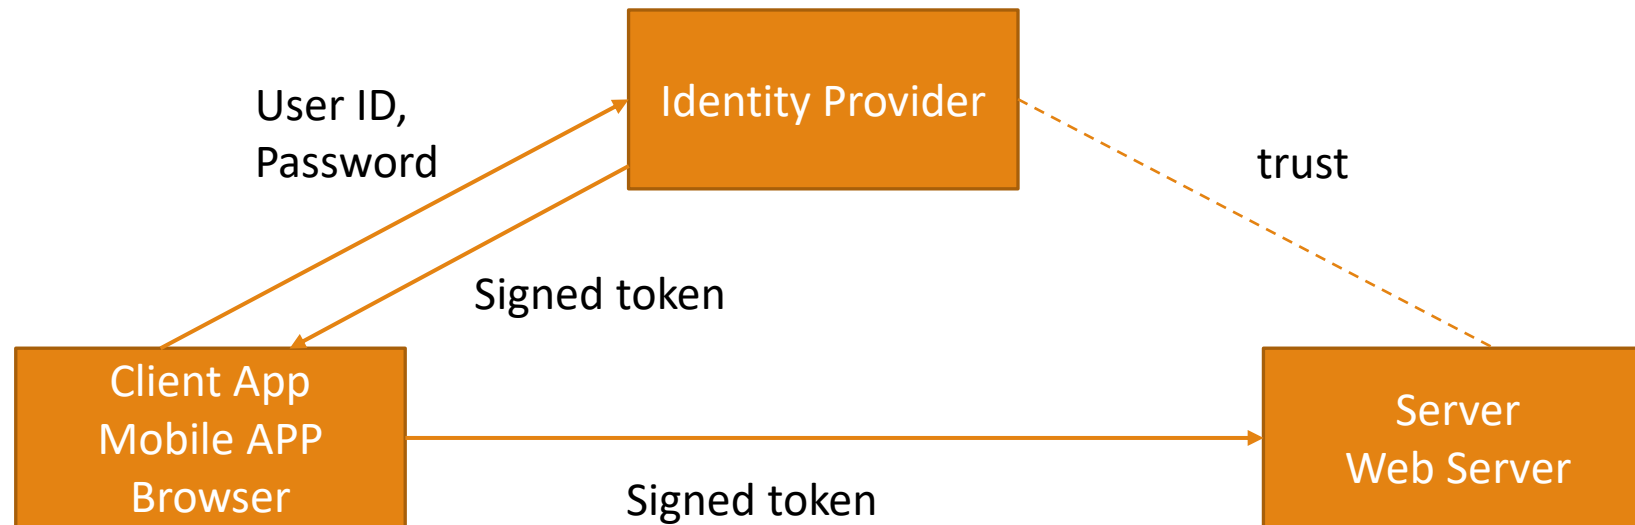 Identity Provider
User ID,
Password
trust
Signed token
Client App
Mobile APP
Browser
Server
Web Server
Signed token